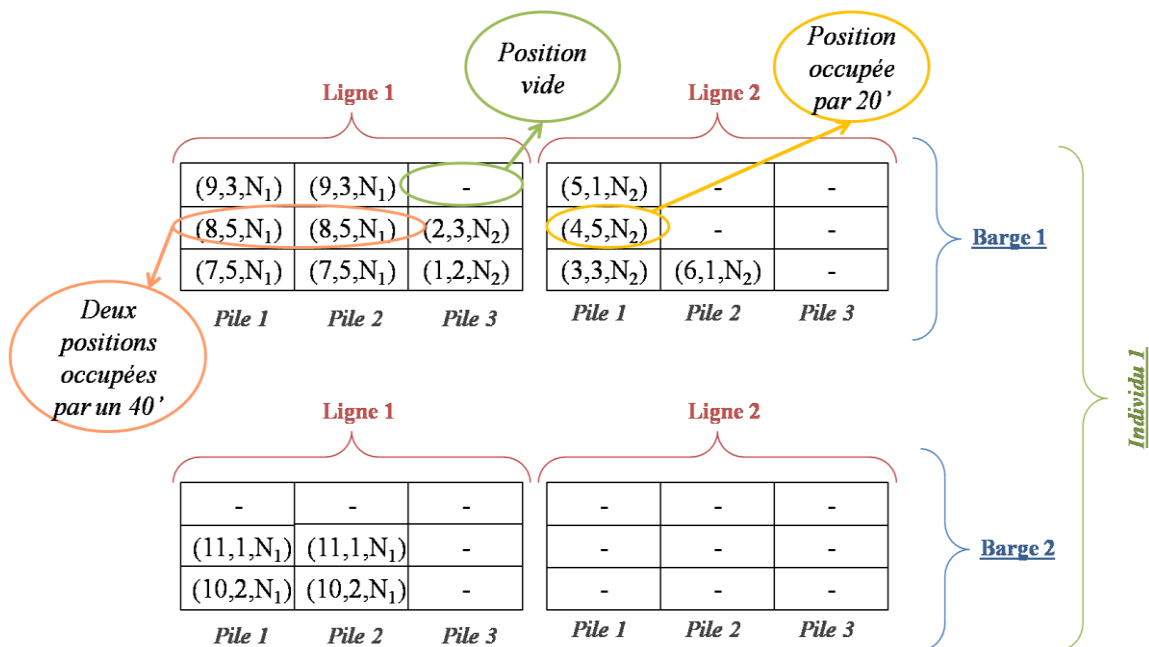 Position
vide
Position
occupée
par 20’
Ligne 1
Ligne 2
(9,3,N₁) (9,3,N₁) -
(5,1,N₂) - -
(8,5,N₁) (8,5,N₁) (2,3,N₂)
(4,5,N₂) - -
(7,5,N₁) (7,5,N₁) (1,2,N₂)
(3,3,N₂) (6,1,N₂) -
Pile 1 Pile 2 Pile 3
Pile 1 Pile 2 Pile 3
Barge 1
Deux
positions
occupées
par un 40’
Individu 1
Ligne 1
Ligne 2
- - -
- - -
(11,1,N₁) (11,1,N₁) -
- - -
(10,2,N₁) (10,2,N₁) -
- - -
Pile 1 Pile 2 Pile 3
Pile 1 Pile 2 Pile 3
Barge 2